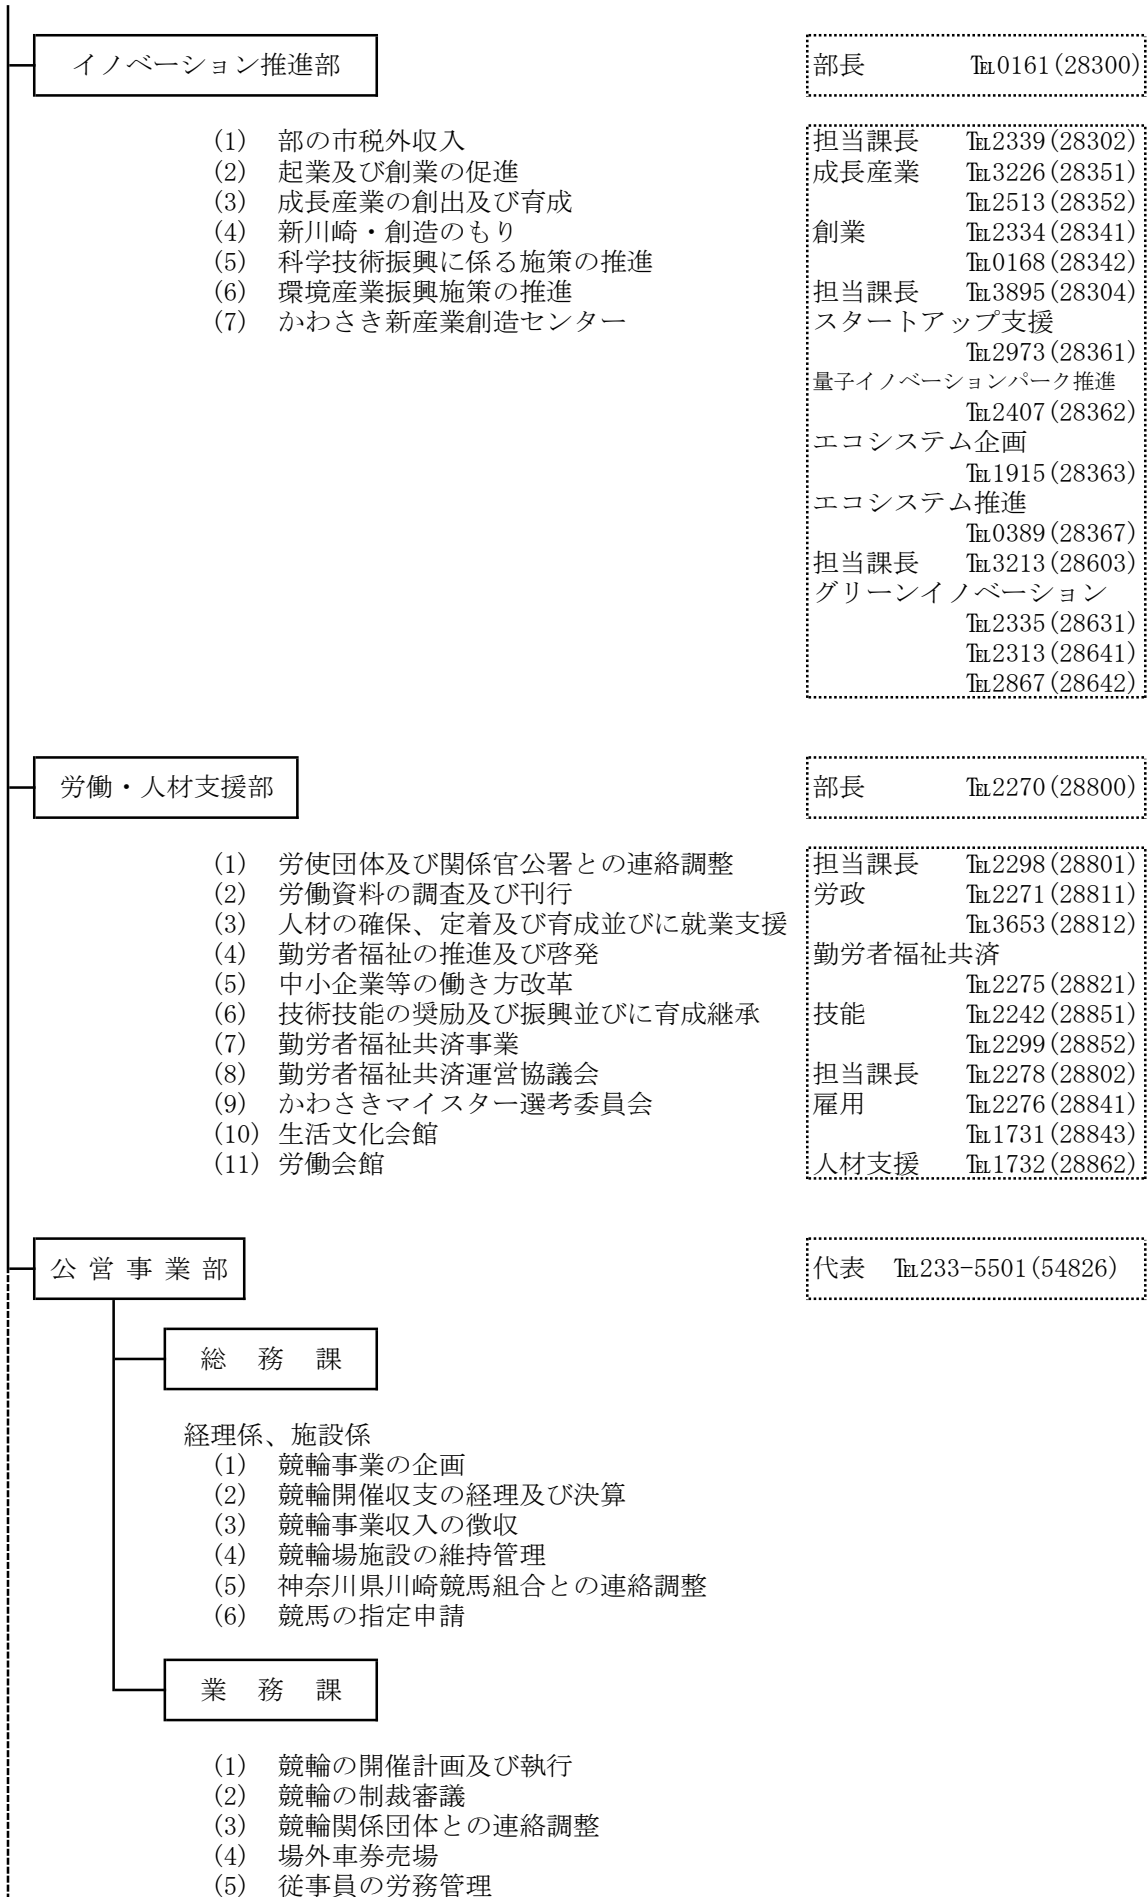 イノベーション推進部
部長 ℡0161(28300)
(1) 部の市税外収入
(2) 起業及び創業の促進
(3) 成長産業の創出及び育成
(4) 新川崎・創造のもり
(5) 科学技術振興に係る施策の推進
(6) 環境産業振興施策の推進
(7) かわさき新産業創造センター
担当課長 ℡2339(28302)
成長産業 ℡3226(28351)
℡2513(28352)
創業 ℡2334(28341)
℡0168(28342)
担当課長 ℡3895(28304)
スタートアップ支援
℡2973(28361)
量子イノベーションパーク推進
℡2407(28362)
エコシステム企画
℡1915(28363)
エコシステム推進
℡0389(28367)
担当課長 ℡3213(28603)
グリーンイノベーション
℡2335(28631)
℡2313(28641)
℡2867(28642)
労働・人材支援部
部長 ℡2270(28800)
(1) 労使団体及び関係官公署との連絡調整
(2) 労働資料の調査及び刊行
(3) 人材の確保、定着及び育成並びに就業支援
(4) 勤労者福祉の推進及び啓発
(5) 中小企業等の働き方改革
(6) 技術技能の奨励及び振興並びに育成継承
(7) 勤労者福祉共済事業
(8) 勤労者福祉共済運営協議会
(9) かわさきマイスター選考委員会
(10) 生活文化会館
(11) 労働会館
担当課長 ℡2298(28801)
労政 ℡2271(28811)
℡3653(28812)
勤労者福祉共済
℡2275(28821)
技能 ℡2242(28851)
℡2299(28852)
担当課長 ℡2278(28802)
雇用 ℡2276(28841)
℡1731(28843)
人材支援 ℡1732(28862)
公営事業部
代表 ℡233-5501(54826)
総務課
経理係、施設係
(1) 競輪事業の企画
(2) 競輪開催収支の経理及び決算
(3) 競輪事業収入の徴収
(4) 競輪場施設の維持管理
(5) 神奈川県川崎競馬組合との連絡調整
(6) 競馬の指定申請
業務課
(1) 競輪の開催計画及び執行
(2) 競輪の制裁審議
(3) 競輪関係団体との連絡調整
(4) 場外車券売場
(5) 従事員の労務管理